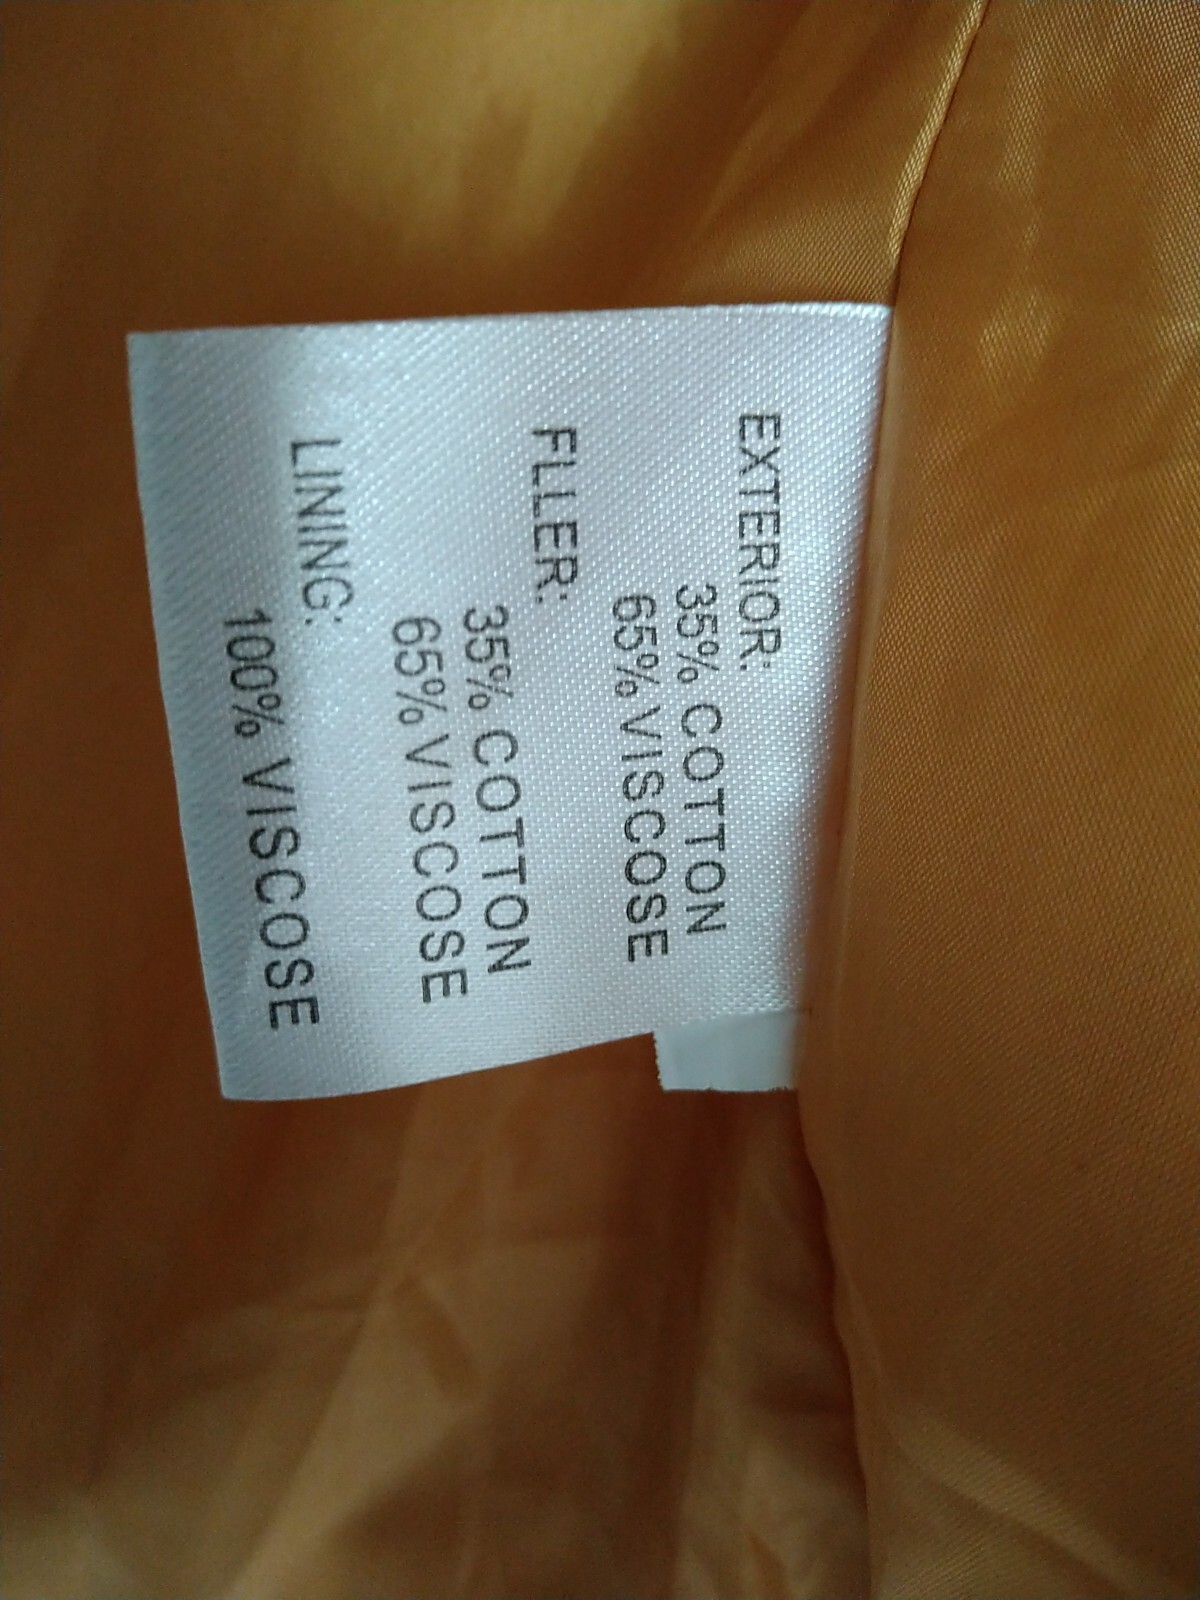 EXTERIOR:
35% COTTON
65% VISCOSE
FLLER:
35% COTTON
65% VISCOSE
LINING:
100% VISCOSE